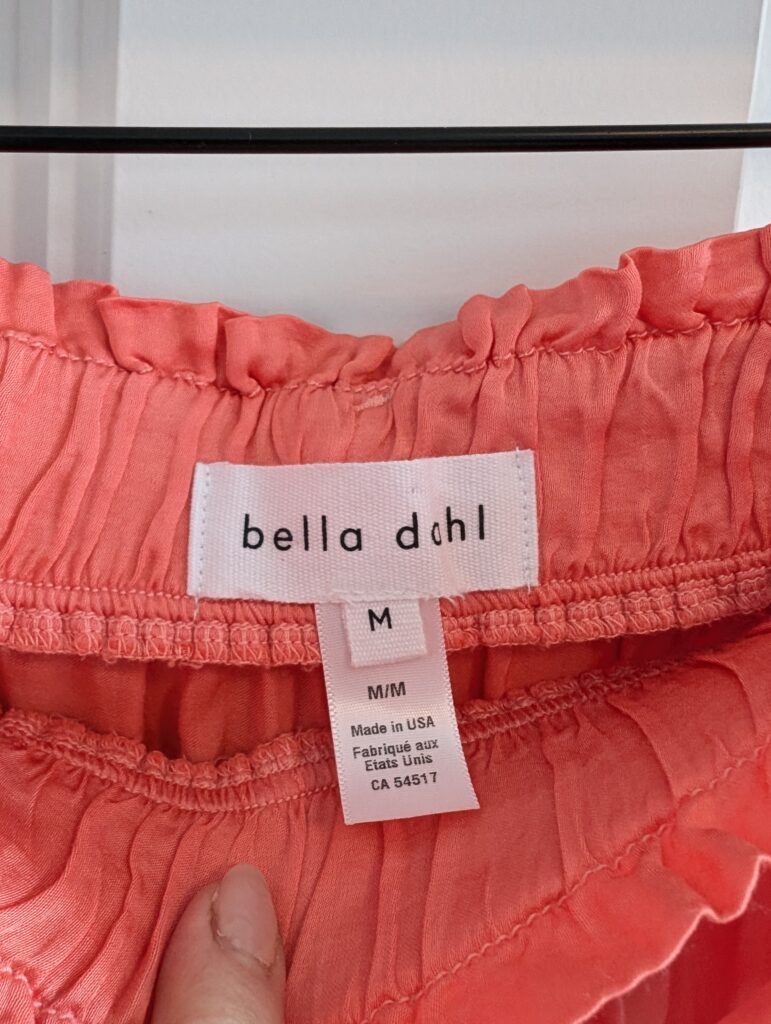 bella dahl
M
M/M
Made in USA
Fabriqué aux
Etats Unis
CA 54517